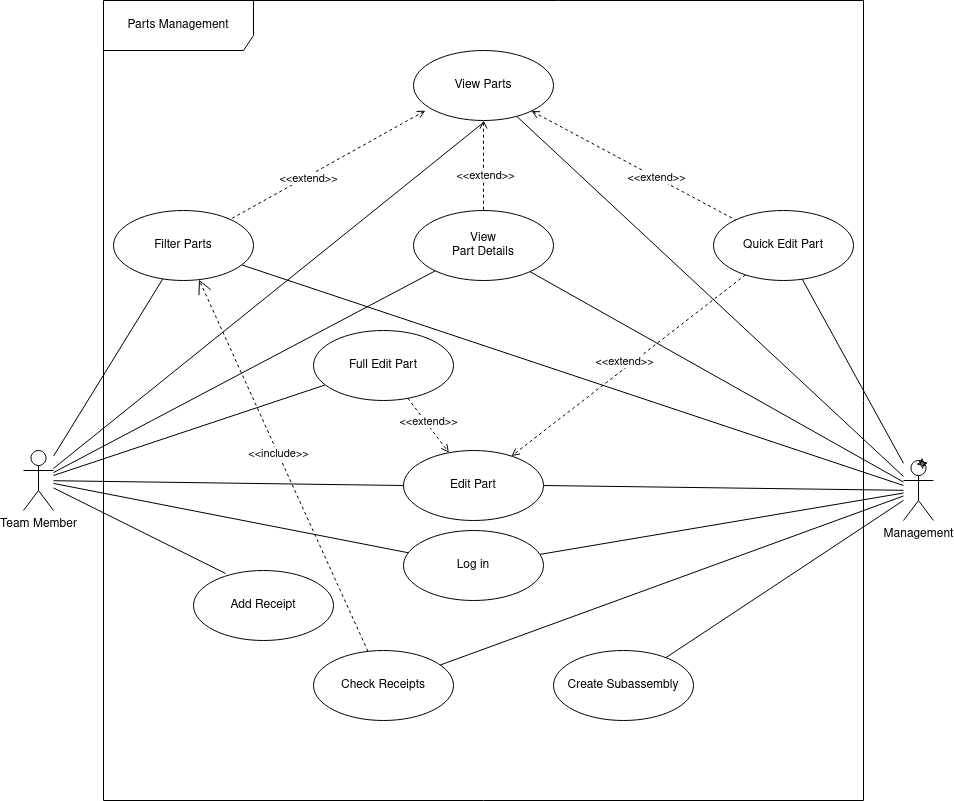 Parts Management
View Parts
<<extend>>
<<extend>>
<<extend>>
Filter Parts
View
Part Details
Quick Edit Part
Full Edit Part
<<extend>>
<<extend>>
<<include>>
Edit Part
Team Member
Management
Log in
Add Receipt
Check Receipts
Create Subassembly